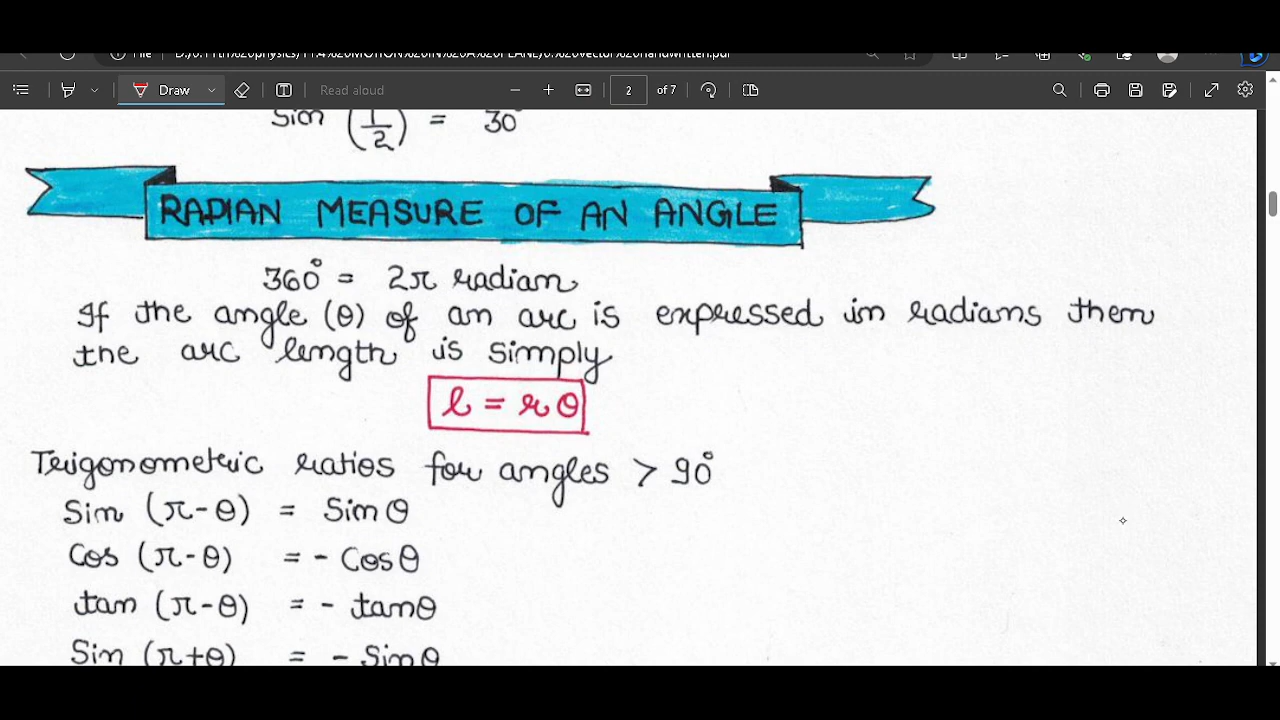 Draw
Read aloud
2
of 7
(1/2) = 30°
RADIAN MEASURE OF AN ANGLE
360° = 2π radian
If the angle (θ) of an arc is expressed in radians then
the arc length is simply
l = rθ
Trigonometric ratios for angles > 90°
Sin (π-θ) = Sinθ
Cos (π-θ) = - Cosθ
tan (π-θ) = - tanθ
Sin (π+θ) = - Sinθ